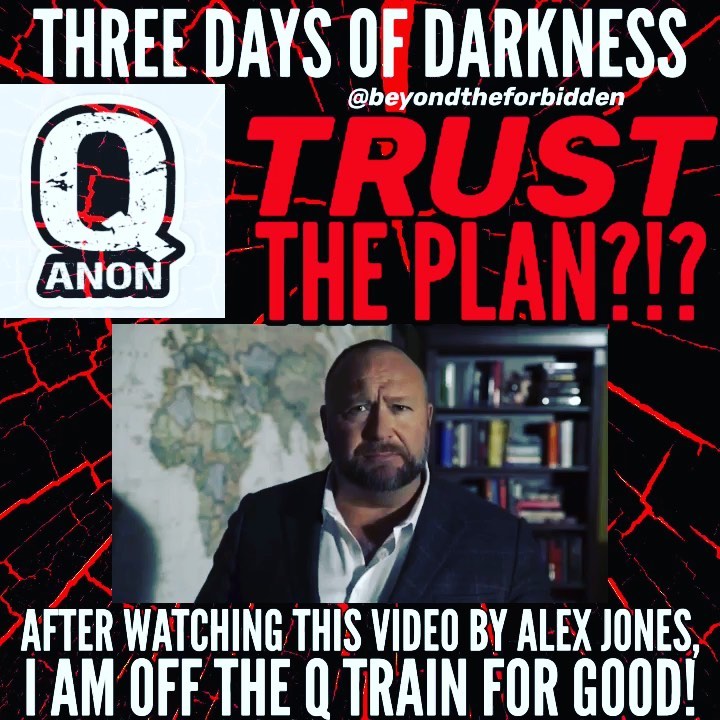 THREE DAYS OF DARKNESS
@beyondtheforbidden
Q
ANON
TRUST
THE PLAN?!?
AFTER WATCHING THIS VIDEO BY ALEX JONES,
I AM OFF THE Q TRAIN FOR GOOD!